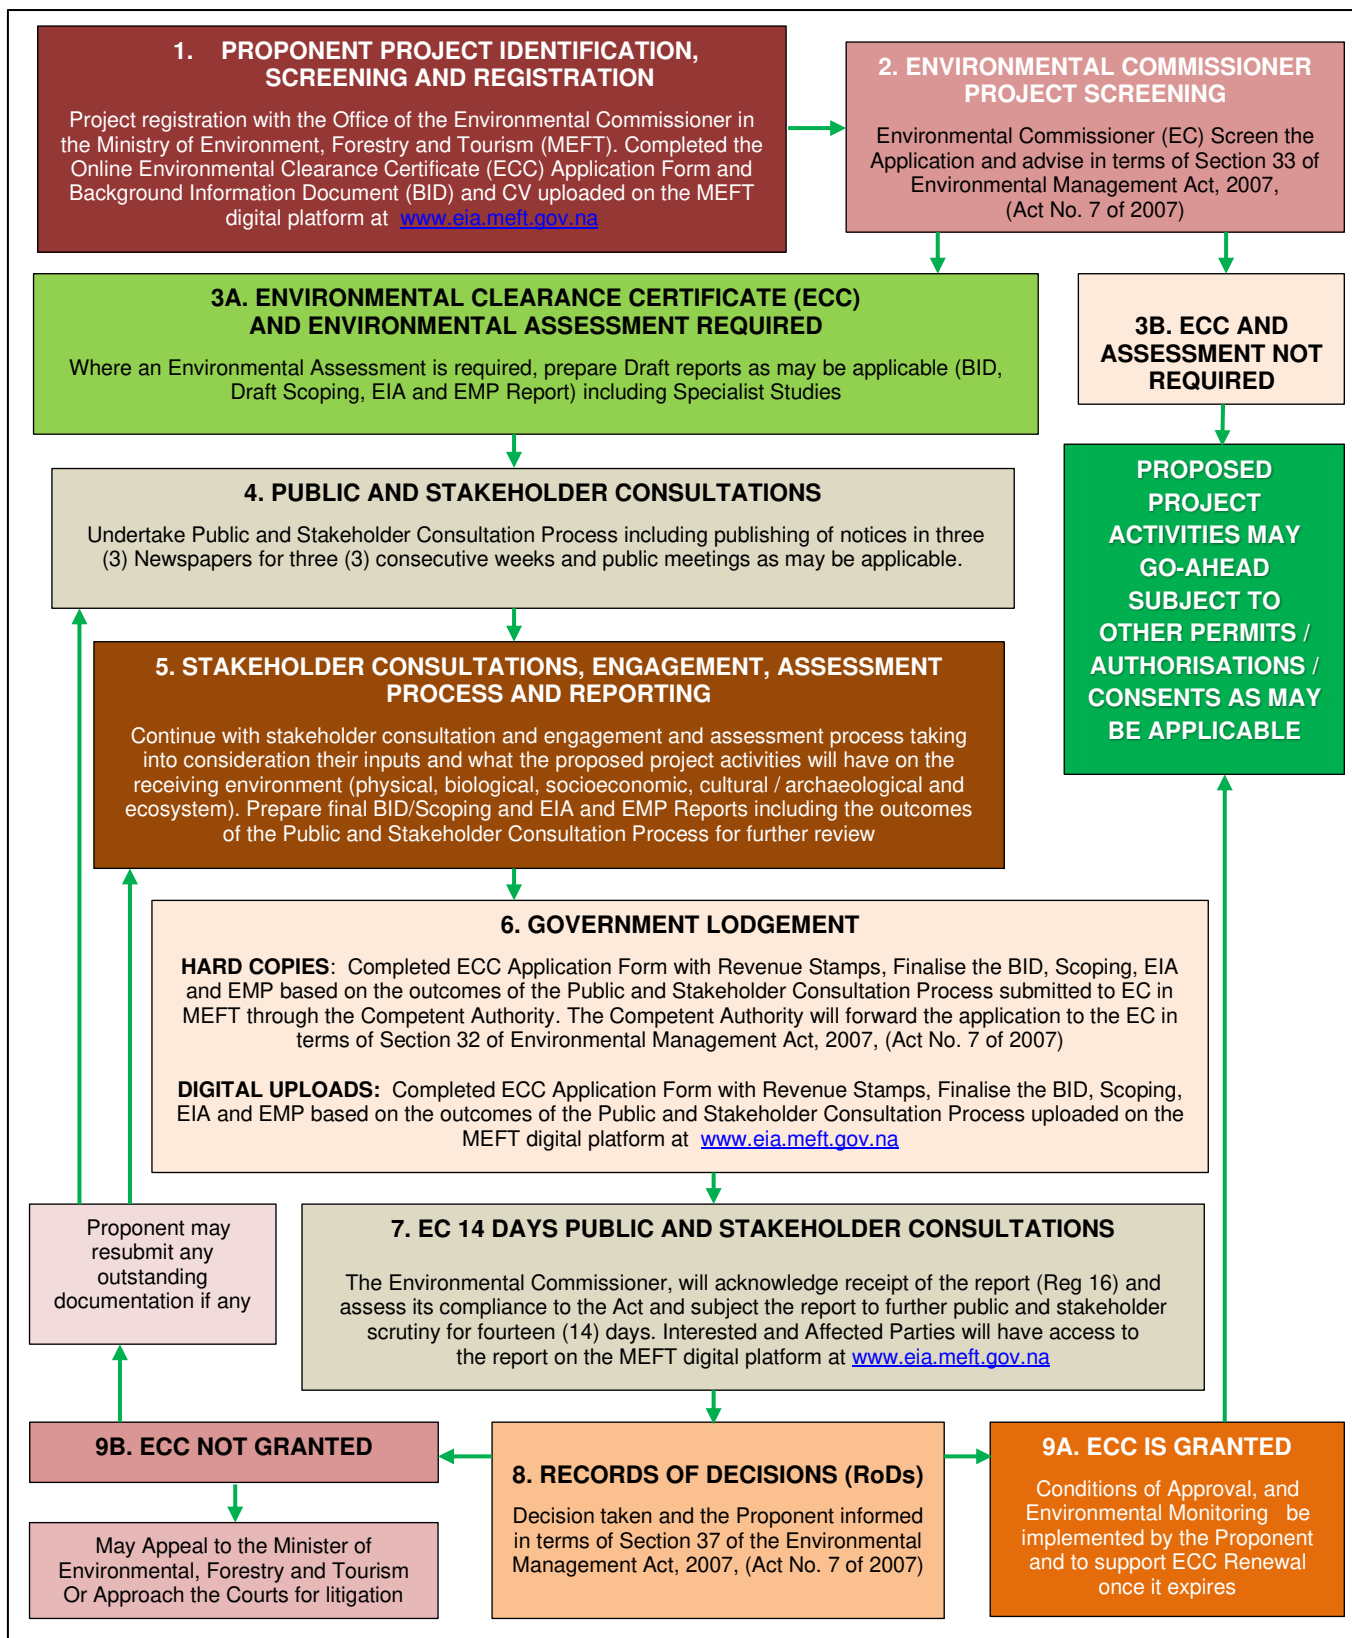 1. PROPONENT PROJECT IDENTIFICATION,
SCREENING AND REGISTRATION
Project registration with the Office of the Environmental Commissioner in
the Ministry of Environment, Forestry and Tourism (MEFT). Completed the
Online Environmental Clearance Certificate (ECC) Application Form and
Background Information Document (BID) and CV uploaded on the MEFT
digital platform at www.eia.meft.gov.na
2. ENVIRONMENTAL COMMISSIONER
PROJECT SCREENING
Environmental Commissioner (EC) Screen the
Application and advise in terms of Section 33 of
Environmental Management Act, 2007,
(Act No. 7 of 2007)
3A. ENVIRONMENTAL CLEARANCE CERTIFICATE (ECC)
AND ENVIRONMENTAL ASSESSMENT REQUIRED
Where an Environmental Assessment is required, prepare Draft reports as may be applicable (BID,
Draft Scoping, EIA and EMP Report) including Specialist Studies
3B. ECC AND
ASSESSMENT NOT
REQUIRED
PROPOSED
PROJECT
ACTIVITIES MAY
GO-AHEAD
SUBJECT TO
OTHER PERMITS /
AUTHORISATIONS /
CONSENTS AS MAY
BE APPLICABLE
4. PUBLIC AND STAKEHOLDER CONSULTATIONS
Undertake Public and Stakeholder Consultation Process including publishing of notices in three
(3) Newspapers for three (3) consecutive weeks and public meetings as may be applicable.
5. STAKEHOLDER CONSULTATIONS, ENGAGEMENT, ASSESSMENT
PROCESS AND REPORTING
Continue with stakeholder consultation and engagement and assessment process taking
into consideration their inputs and what the proposed project activities will have on the
receiving environment (physical, biological, socioeconomic, cultural / archaeological and
ecosystem). Prepare final BID/Scoping and EIA and EMP Reports including the outcomes
of the Public and Stakeholder Consultation Process for further review
6. GOVERNMENT LODGEMENT
HARD COPIES: Completed ECC Application Form with Revenue Stamps, Finalise the BID, Scoping, EIA
and EMP based on the outcomes of the Public and Stakeholder Consultation Process submitted to EC in
MEFT through the Competent Authority. The Competent Authority will forward the application to the EC in
terms of Section 32 of Environmental Management Act, 2007, (Act No. 7 of 2007)
DIGITAL UPLOADS: Completed ECC Application Form with Revenue Stamps, Finalise the BID, Scoping,
EIA and EMP based on the outcomes of the Public and Stakeholder Consultation Process uploaded on the
MEFT digital platform at www.eia.meft.gov.na
Proponent may
resubmit any
outstanding
documentation if any
7. EC 14 DAYS PUBLIC AND STAKEHOLDER CONSULTATIONS
The Environmental Commissioner, will acknowledge receipt of the report (Reg 16) and
assess its compliance to the Act and subject the report to further public and stakeholder
scrutiny for fourteen (14) days. Interested and Affected Parties will have access to
the report on the MEFT digital platform at www.eia.meft.gov.na
9B. ECC NOT GRANTED
May Appeal to the Minister of
Environmental, Forestry and Tourism
Or Approach the Courts for litigation
8. RECORDS OF DECISIONS (RoDs)
Decision taken and the Proponent informed
in terms of Section 37 of the Environmental
Management Act, 2007, (Act No. 7 of 2007)
9A. ECC IS GRANTED
Conditions of Approval, and
Environmental Monitoring be
implemented by the Proponent
and to support ECC Renewal
once it expires